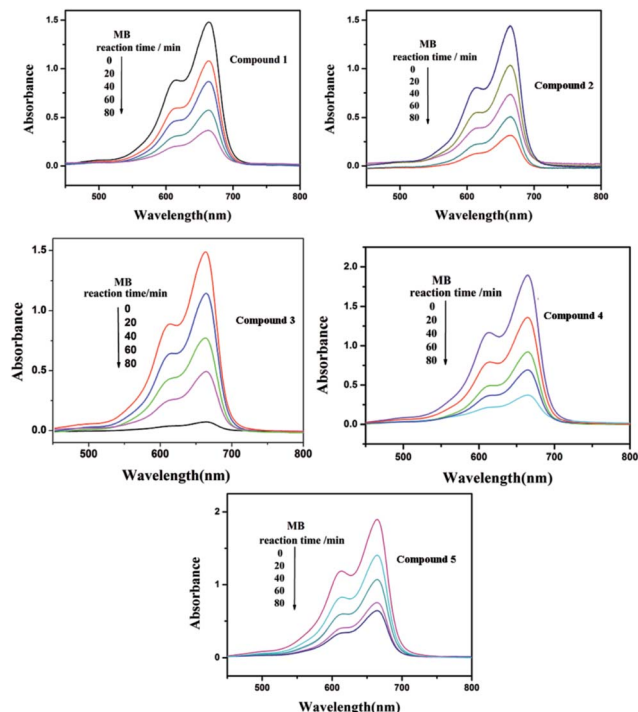 MB
reaction time / min
0
20
40
60
80
Compound 1
1.5
1.0
0.5
0.0
Absorbance
500
600
700
800
Wavelength(nm)
MB
reaction time / min
0
20
40
60
80
Compound 2
1.5
1.0
0.5
0.0
Absorbance
400
500
600
700
800
Wavelength(nm)
MB
reaction time/min
0
20
40
60
80
Compound 3
1.5
1.0
0.5
0.0
Absorbance
500
600
700
800
Wavelength(nm)
MB
reaction time /min
0
20
40
60
80
Compound 4
2.0
1.5
1.0
0.5
0.0
Absorbance
400
500
600
700
800
Wavelength(nm)
MB
reaction time /min
0
20
40
60
80
Compound 5
2
1
0
Absorbance
400
500
600
700
800
Wavelength(nm)